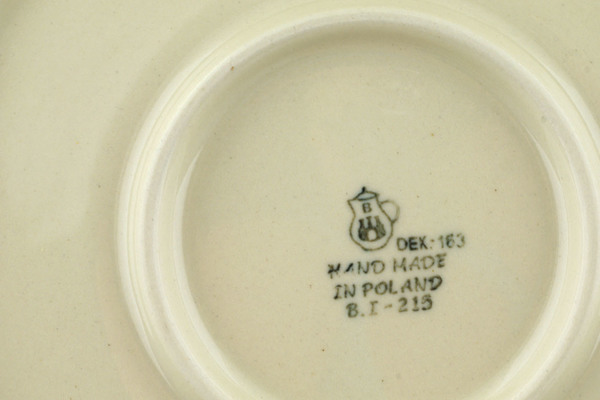 B
DEK: 163
HAND MADE
IN POLAND
B.I-215